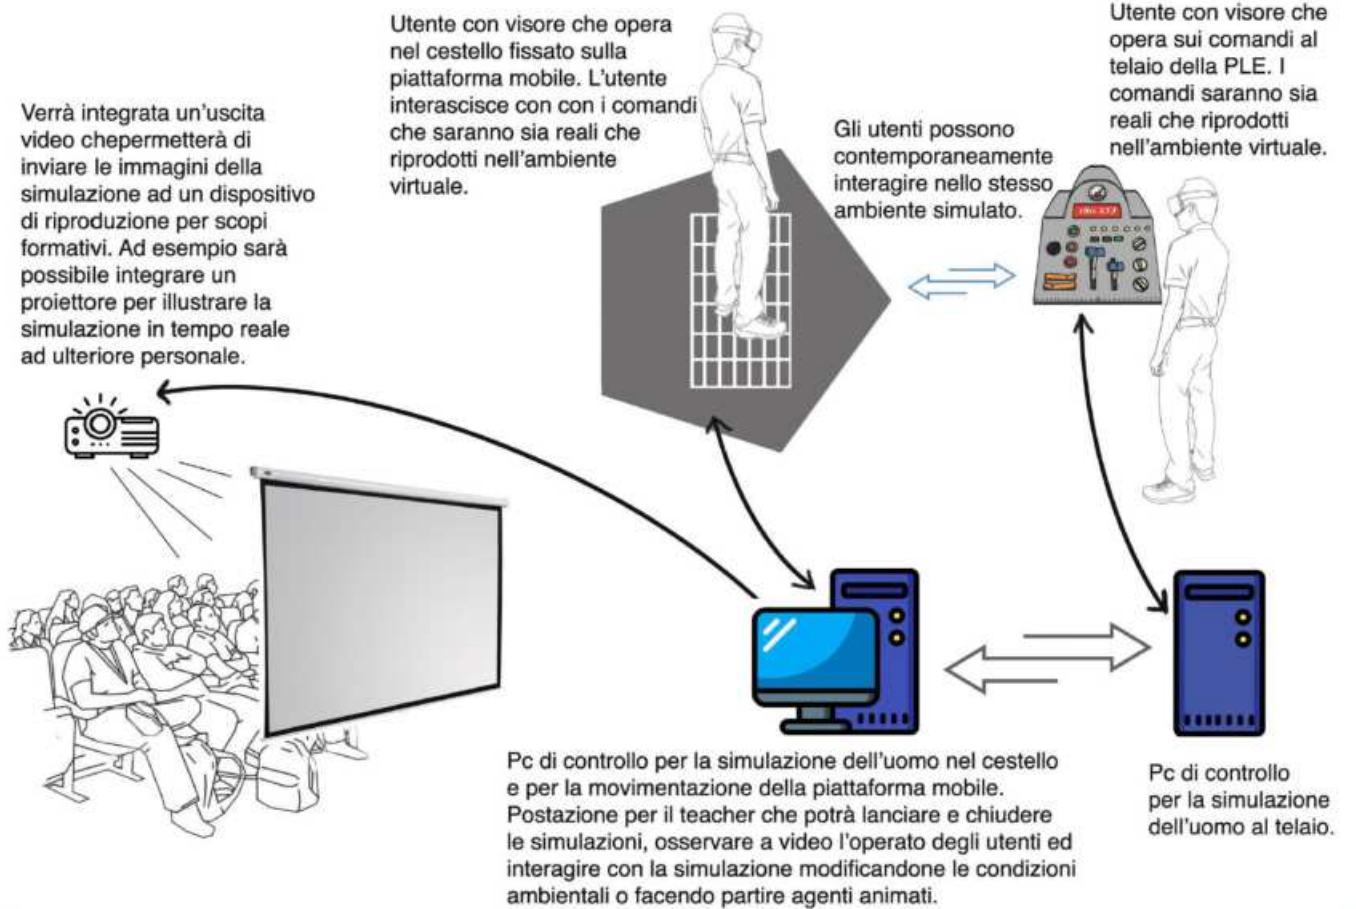 Utente con visore che opera
nel cestello fissato sulla
piattaforma mobile. L'utente
interascisce con con i comandi
che saranno sia reali che
riprodotti nell'ambiente
virtuale.
Utente con visore che
opera sui comandi al
telaio della PLE. I
comandi saranno sia
reali che riprodotti
nell'ambiente virtuale.
Verrà integrata un'uscita
video chepermetterà di
inviare le immagini della
simulazione ad un dispositivo
di riproduzione per scopi
formativi. Ad esempio sarà
possibile integrare un
proiettore per illustrare la
simulazione in tempo reale
ad ulteriore personale.
Gli utenti possono
contemporaneamente
interagire nello stesso
ambiente simulato.
Pc di controllo per la simulazione dell'uomo nel cestello
e per la movimentazione della piattaforma mobile.
Postazione per il teacher che potrà lanciare e chiudere
le simulazioni, osservare a video l'operato degli utenti ed
interagire con la simulazione modificandone le condizioni
ambientali o facendo partire agenti animati.
Pc di controllo
per la simulazione
dell'uomo al telaio.